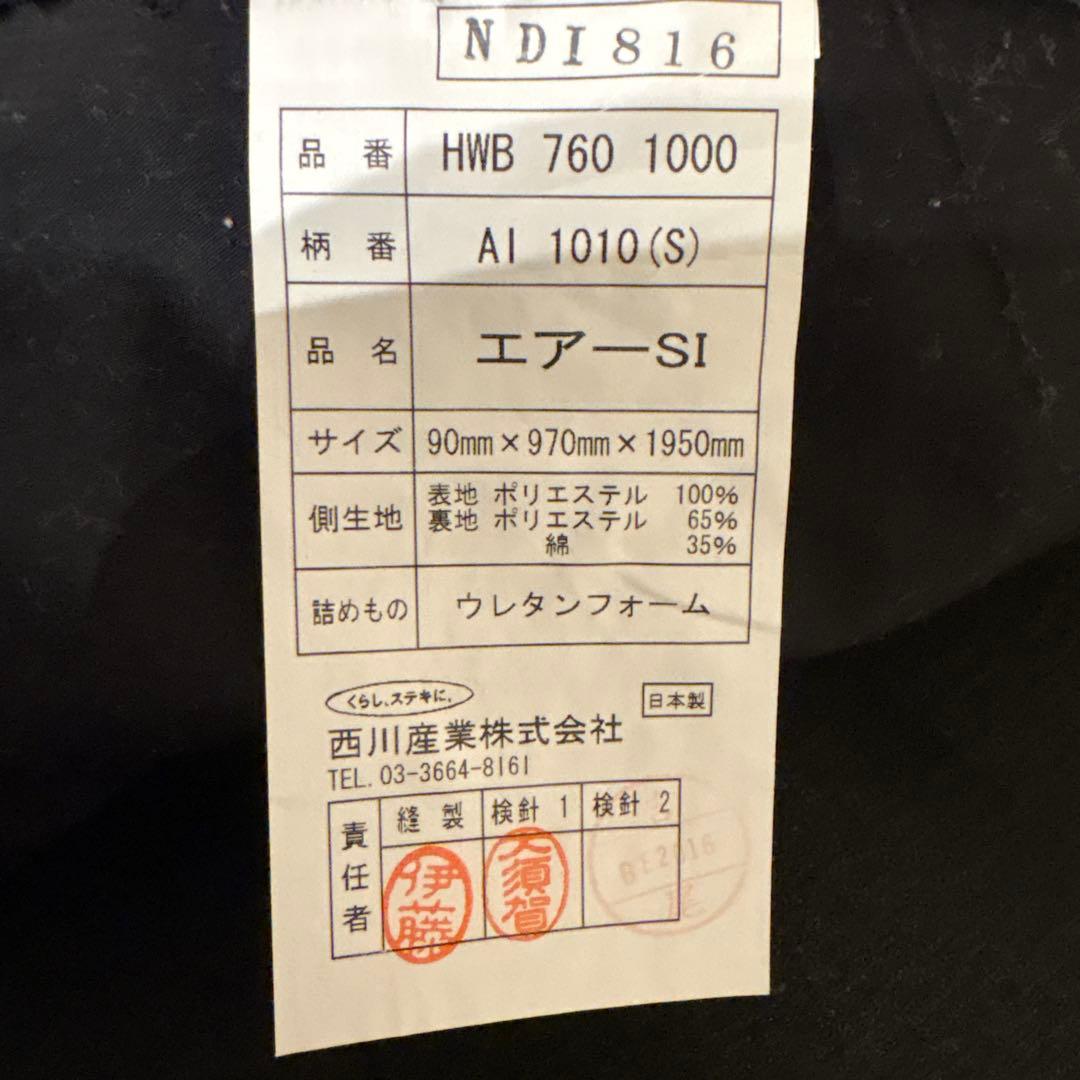 NDI816
品番 HWB 760 1000
柄番 AI 1010(S)
品名 エアーSI
サイズ 90mm×970mm×1950mm
側生地 表地 ポリエステル 100%
裏地 ポリエステル 65%
綿 35%
詰めもの ウレタンフォーム
くらし、ステキに。
日本製
西川産業株式会社
TEL. 03-3664-8161
責任者 縫製 検針 1 検針 2
伊藤 大須賀